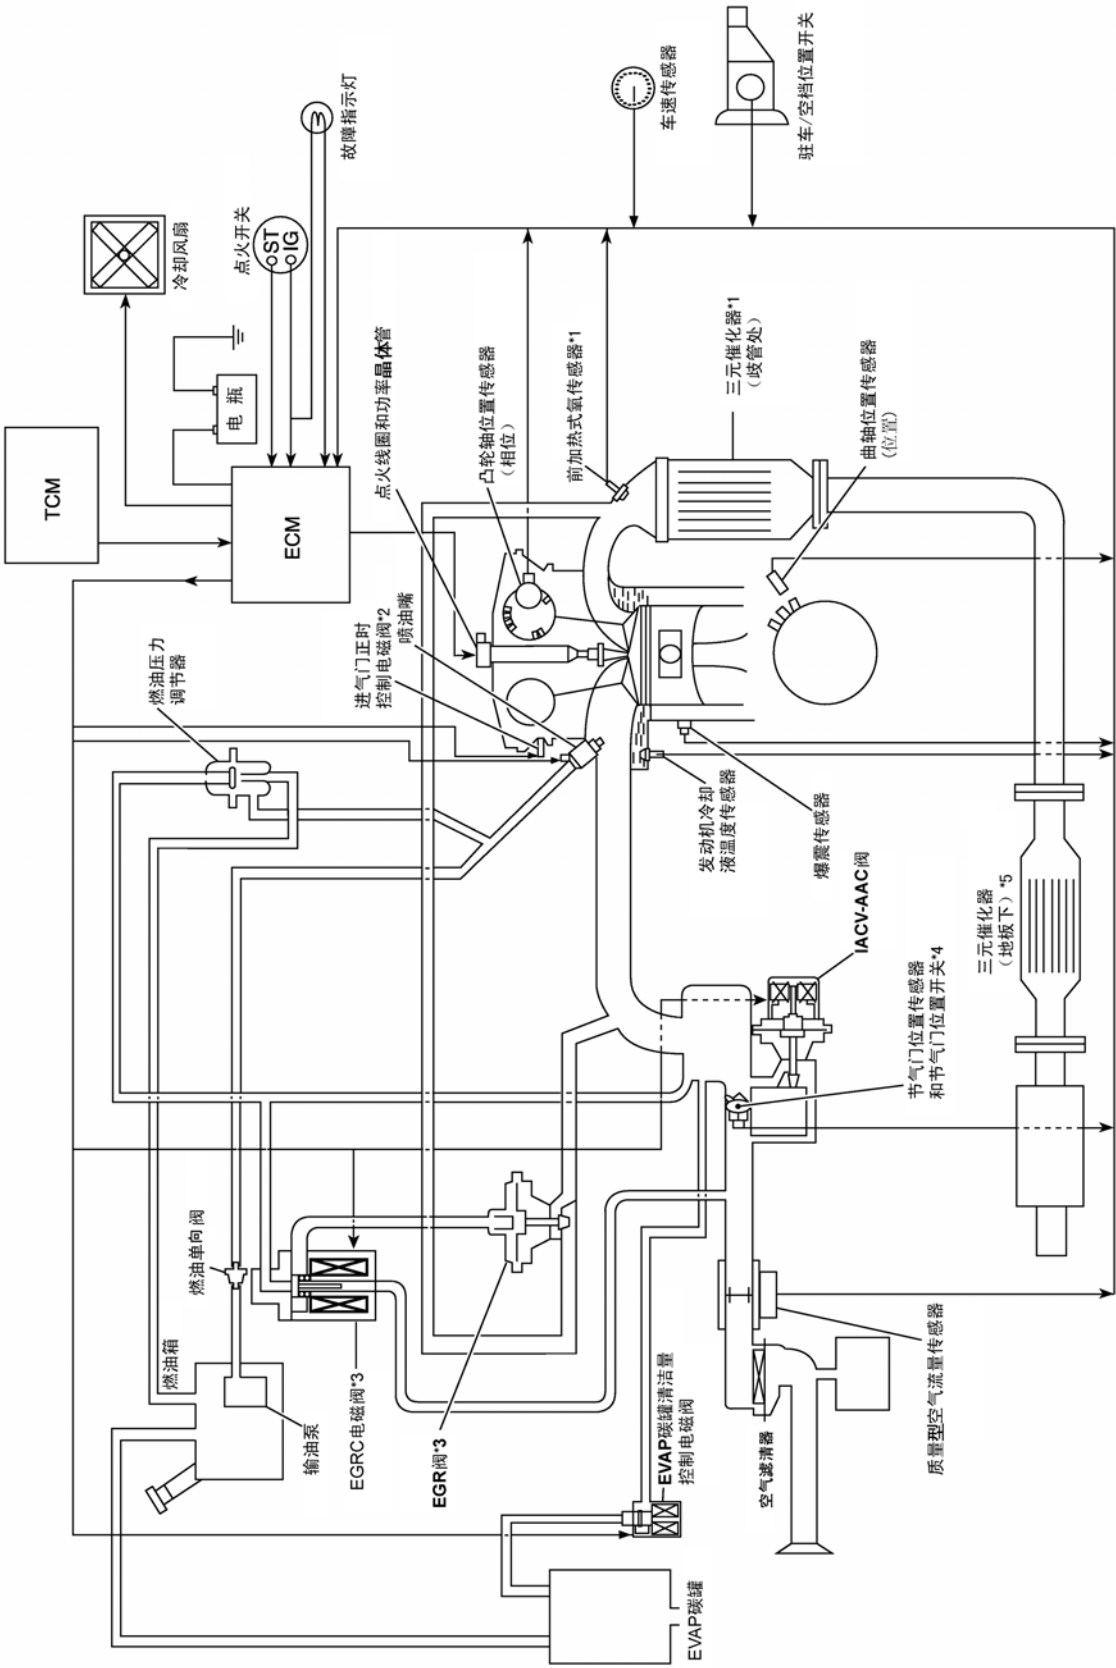 TCM
ECM
电 瓶
冷却风扇
点火开关
ST
IG
故障指示灯
车速传感器
驻车/空档位置开关
点火线圈和功率晶体管
凸轮轴位置传感器
（相位）
前加热式氧传感器*1
三元催化器*1
（歧管处）
曲轴位置传感器
(位置)
燃油压力
调节器
进气门正时
控制电磁阀*2
喷油嘴
发动机冷却
液温度传感器
爆震传感器
IACV-AAC阀
三元催化器
（地板下）*5
节气门位置传感器
和节气门位置开关*4
燃油单向阀
燃油箱
输油泵
EGRC电磁阀*3
EGR阀*3
EVAP碳罐清洁量
控制电磁阀
空气滤清器
质量型空气流量传感器
EVAP碳罐